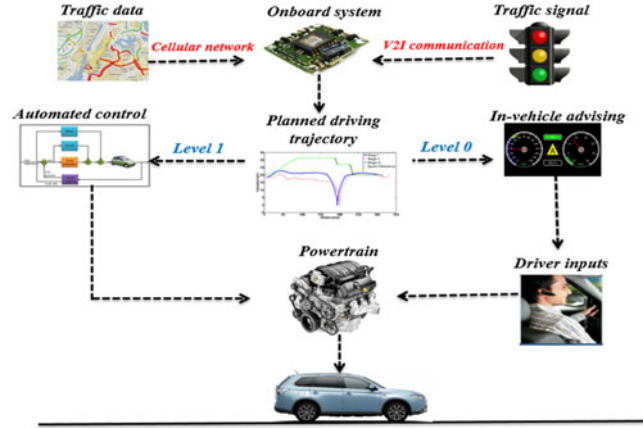 Traffic data
Onboard system
Traffic signal
Cellular network
V2I communication
Automated control
Planned driving
trajectory
In-vehicle advising
Level 1
Level 0
Powertrain
Driver inputs